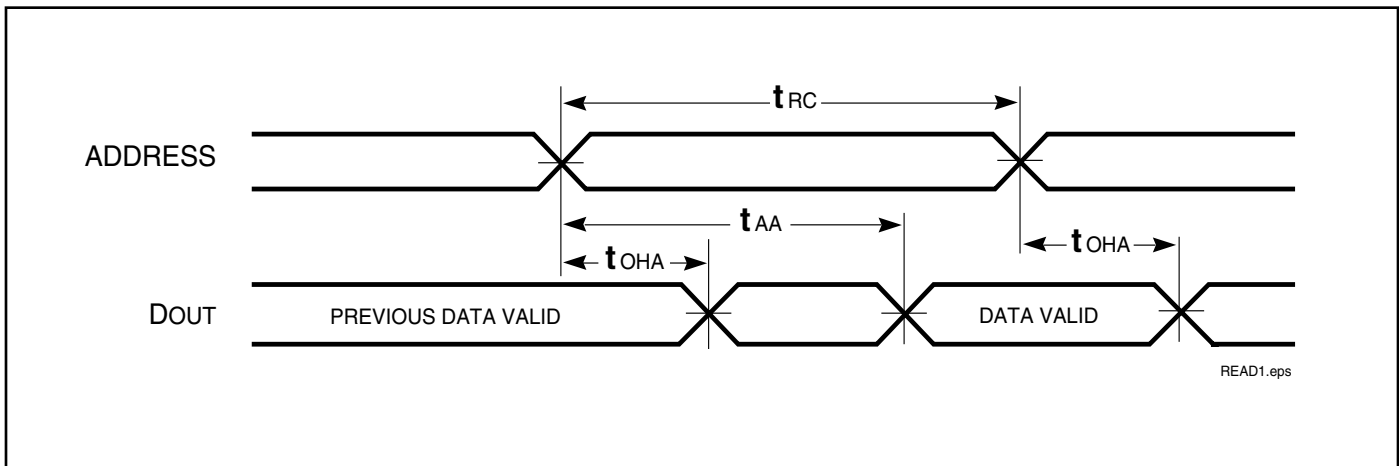 tRC
ADDRESS
tAA
tOHA
tOHA
DOUT
PREVIOUS DATA VALID
DATA VALID
READ1.eps